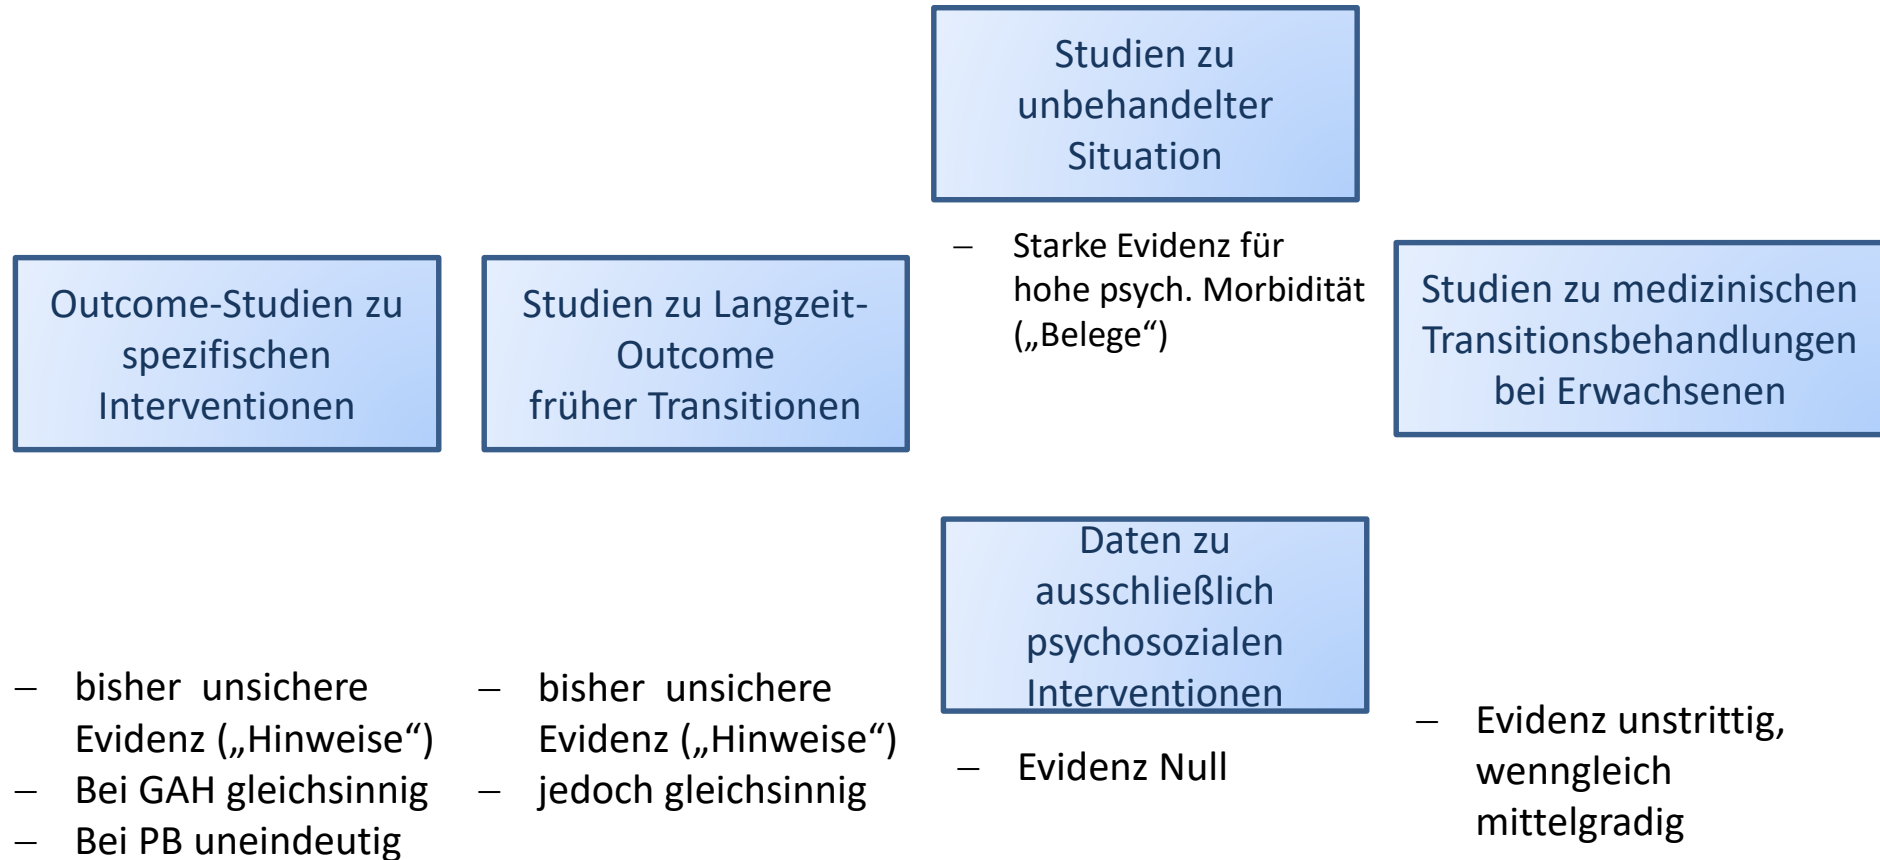 Outcome-Studien zu
spezifischen
Interventionen
– bisher unsichere
Evidenz („Hinweise“)
– Bei GAH gleichsinnig
– Bei PB uneindeutig
Studien zu Langzeit-
Outcome
früher Transitionen
– bisher unsichere
Evidenz („Hinweise“)
– jedoch gleichsinnig
Studien zu
unbehandelter
Situation
– Starke Evidenz für
hohe psych. Morbidität
(„Belege“)
Daten zu
ausschließlich
psychosozialen
Interventionen
– Evidenz Null
Studien zu medizinischen
Transitionsbehandlungen
bei Erwachsenen
– Evidenz unstrittig,
wenngleich
mittelgradig